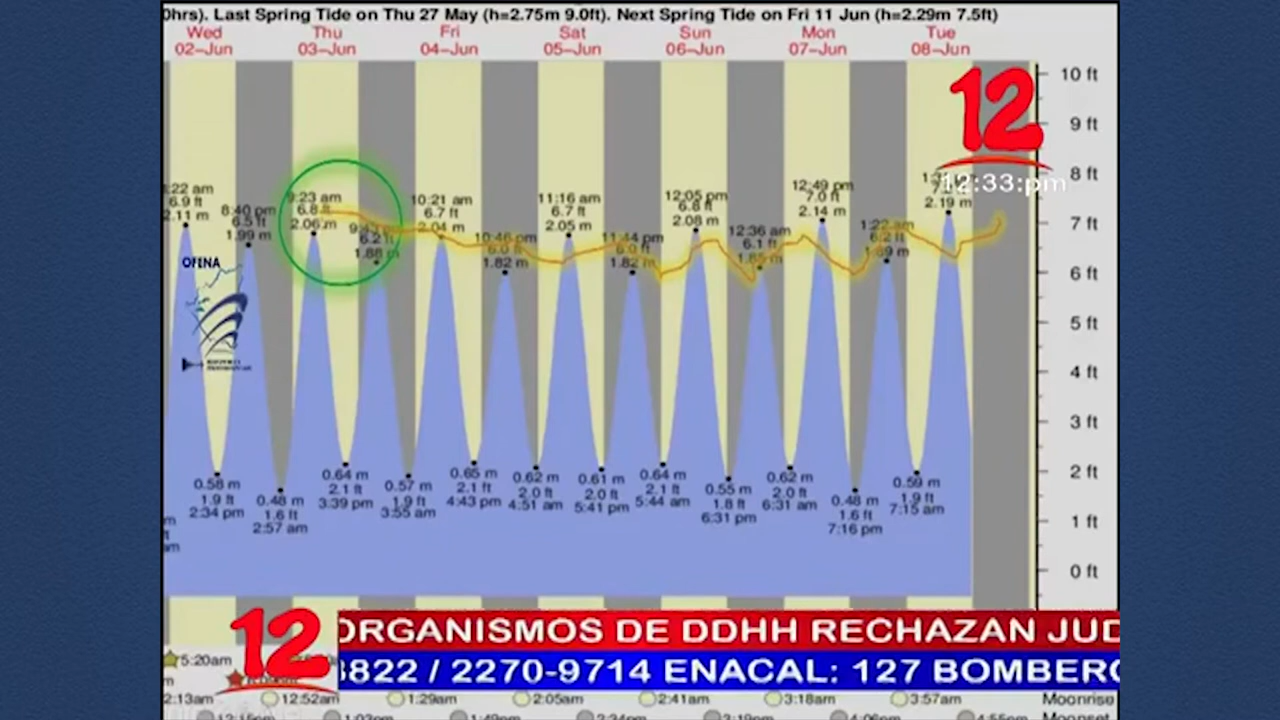 0hrs). Last Spring Tide on Thu 27 May (h=2.75m 9.0ft). Next Spring Tide on Fri 11 Jun (h=2.29m 7.5ft)
Wed Thu Fri Sat Sun Mon Tue
02-Jun 03-Jun 04-Jun 05-Jun 06-Jun 07-Jun 08-Jun
10 ft
9 ft
8 ft
7 ft
6 ft
5 ft
4 ft
3 ft
2 ft
1 ft
0 ft
12
12:33:pm
:22 am
6.9 ft
2.11 m
8:40 pm
6.5 ft
1.99 m
9:23 am
6.8 ft
2.06 m
6.2 ft
1.88 m
10:21 am
6.7 ft
2.04 m
10:46 pm
6.0 ft
1.82 m
11:16 am
6.7 ft
2.05 m
11:44 pm
6.0 ft
1.82 m
12:05 pm
6.8 ft
2.08 m
12:36 am
6.1 ft
1.85 m
12:49 pm
7.0 ft
2.14 m
1:22 am
6.2 ft
2.19 m
OFENA
0.58 m
1.9 ft
2:34 pm
0.48 m
1.6 ft
2:57 am
0.64 m
2.1 ft
3:39 pm
0.57 m
1.9 ft
3:55 am
0.65 m
2.1 ft
4:43 pm
0.62 m
2.0 ft
4:51 am
0.61 m
2.0 ft
5:41 pm
0.64 m
2.1 ft
5:44 am
0.55 m
1.8 ft
6:31 pm
0.62 m
2.0 ft
6:31 am
0.48 m
1.6 ft
7:16 pm
0.59 m
1.9 ft
7:15 am
12
ORGANISMOS DE DDHH RECHAZAN JUD
3822 / 2270-9714 ENACAL: 127 BOMBERO
5:20am
2:13am 12:52am 1:29am 2:05am 2:41am 3:18am 3:57am Moonrise